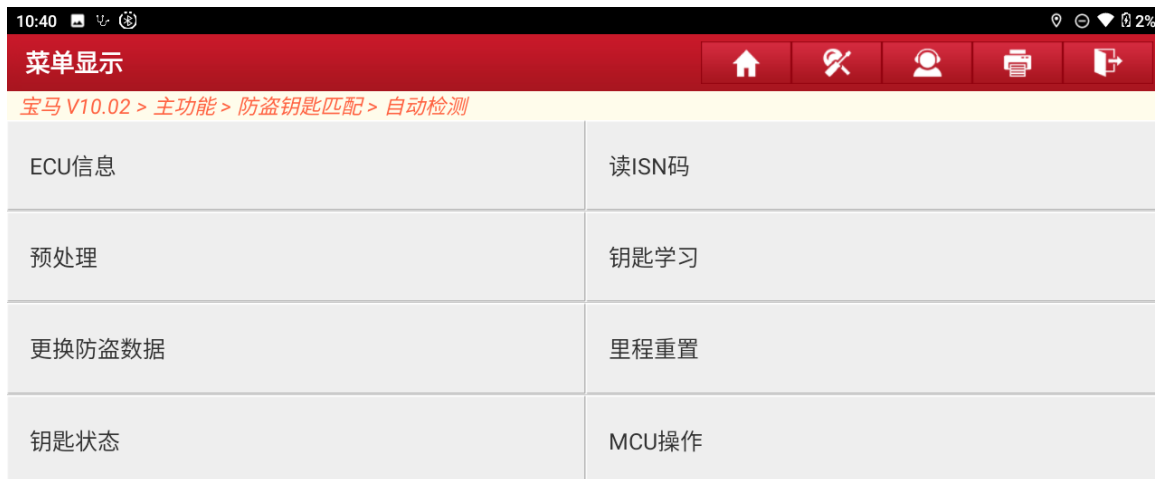 10:40 2%
菜单显示
宝马 V10.02 > 主功能 > 防盗钥匙匹配 > 自动检测
ECU信息 读ISN码
预处理 钥匙学习
更换防盗数据 里程重置
钥匙状态 MCU操作